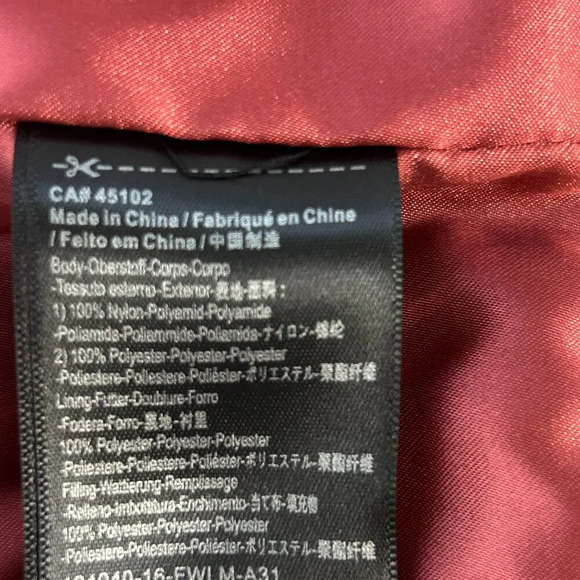 CA# 45102
Made in China / Fabriqué en Chine
/ Feito em China / 中国制造
Body-Oberstoff-Corps-Corpo
-Tessuto esterno-Exterior-表地-面料:
1) 100% Nylon-Polyamid-Polyamide
-Poliamida-Poliammide-Poliamida-ナイロン-锦纶
2) 100% Polyester-Polyester-Polyester
-Poliestere-Poliestere-Poliéster-ポリエステル-聚酯纤维
Lining-Futter-Doublure-Forro
-Fodera-Forro-裏地-衬里
100% Polyester-Polyester-Polyester
-Poliestere-Poliestere-Poliéster-ポリエステル-聚酯纤维
Filling-Wattierung-Remplissage
-Relleno-Imbottitura-Enchimento-当て布-填充物
100% Polyester-Polyester-Polyester
-Poliestere-Poliestere-Poliéster-ポリエステル-聚酯纤维
-16-FWLM-A31